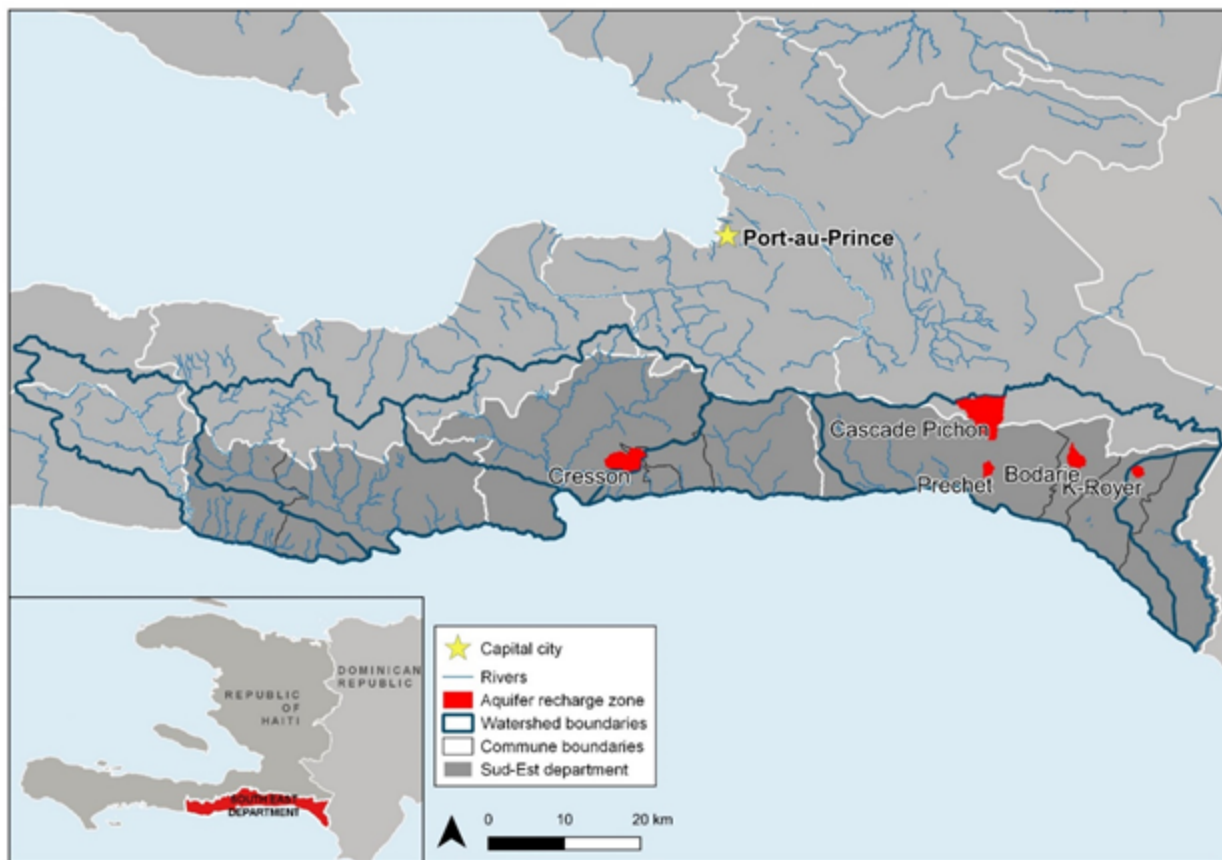 Port-au-Prince
Cascade Pichon
Cresson
Prechet
Bodarie
K-Royer
DOMINICAN
REPUBLIC
REPUBLIC
OF
HAITI
SOUTH EAST
DEPARTMENT
Capital city
Rivers
Aquifer recharge zone
Watershed boundaries
Commune boundaries
Sud-Est department
0 10 20 km